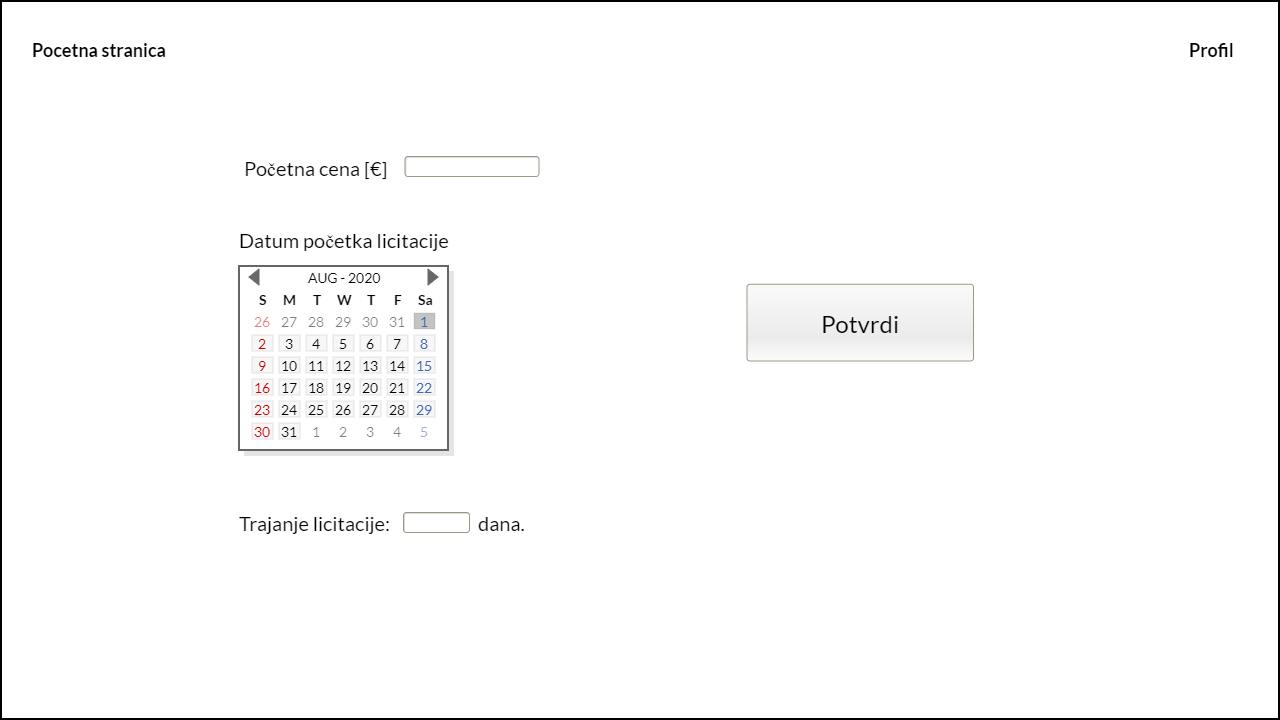 Pocetna stranica
Profil
Početna cena [€]
Datum početka licitacije
AUG - 2020
S M T W T F Sa
26 27 28 29 30 31 1
2 3 4 5 6 7 8
9 10 11 12 13 14 15
16 17 18 19 20 21 22
23 24 25 26 27 28 29
30 31 1 2 3 4 5
Potvrdi
Trajanje licitacije: dana.